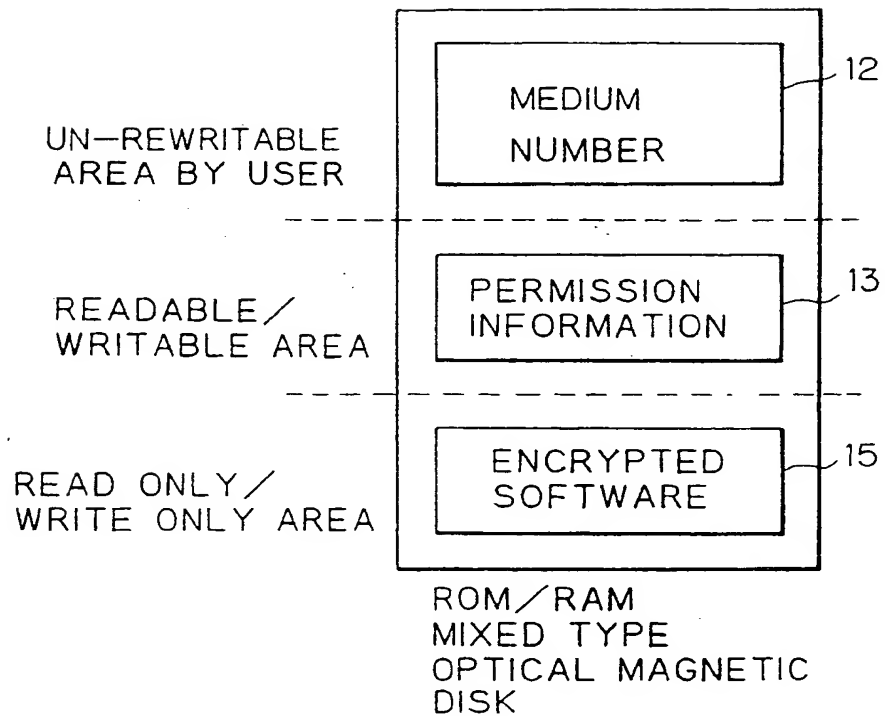 12
MEDIUM
NUMBER
UN-REWRITABLE
AREA BY USER
13
PERMISSION
INFORMATION
READABLE/
WRITABLE AREA
15
ENCRYPTED
SOFTWARE
READ ONLY/
WRITE ONLY AREA
ROM/RAM
MIXED TYPE
OPTICAL MAGNETIC
DISK